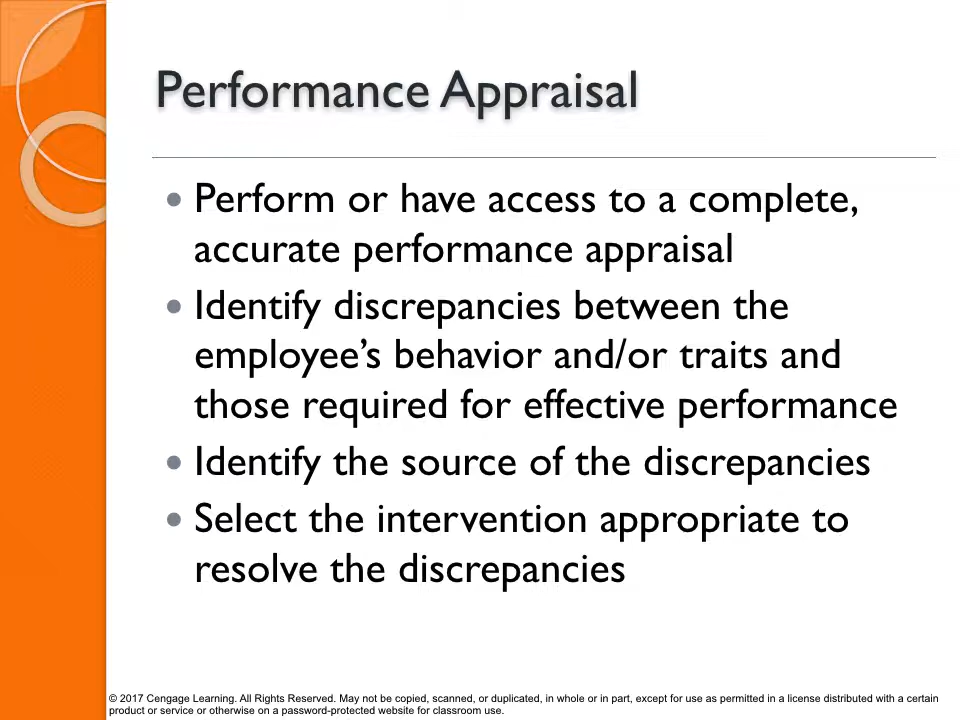 Performance Appraisal
• Perform or have access to a complete,
accurate performance appraisal
• Identify discrepancies between the
employee’s behavior and/or traits and
those required for effective performance
• Identify the source of the discrepancies
• Select the intervention appropriate to
resolve the discrepancies
© 2017 Cengage Learning. All Rights Reserved. May not be copied, scanned, or duplicated, in whole or in part, except for use as permitted in a license distributed with a certain
product or service or otherwise on a password-protected website for classroom use.